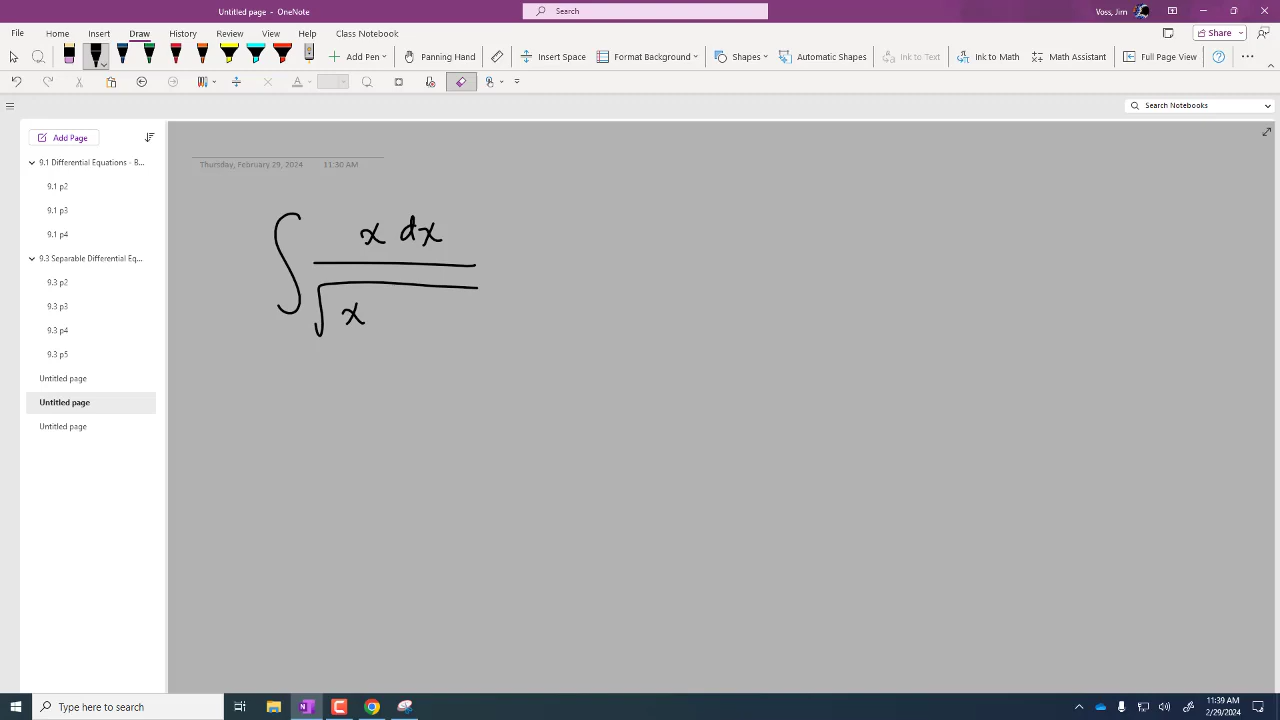 Untitled page - OneNote
Search
Voss, Jim
File Home Insert Draw History Review View Help Class Notebook
Share
Add Pen Panning Hand Insert Space Format Background Shapes Automatic Shapes Ink to Text Ink to Math Math Assistant Full Page View
Search Notebooks
Add Page
9.1 Differential Equations - B...
9.1 p2
9.1 p3
9.1 p4
9.3 Separable Differential Eq...
9.3 p2
9.3 p3
9.3 p4
9.3 p5
Untitled page
Untitled page
Untitled page
Thursday, February 29, 2024 11:30 AM
∫ x dx
√x
Type here to search
11:39 AM
2/29/2024